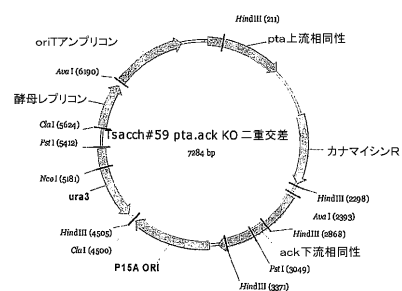 oriTアンプリコン
HindIII (211)
pta上流相同性
AvaI (6190)
酵母レプリコン
ClaI (5624)
PstI (5412)
Tsacch#59 pta.ack KO 二重交差
7284 bp
カナマイシンR
NcoI (5181)
ura3
HindIII (2298)
AvaI (2393)
HindIII (2868)
HindIII (4505)
ack下流相同性
ClaI (4500)
PstI (3049)
P15A ORI
HindIII (3371)